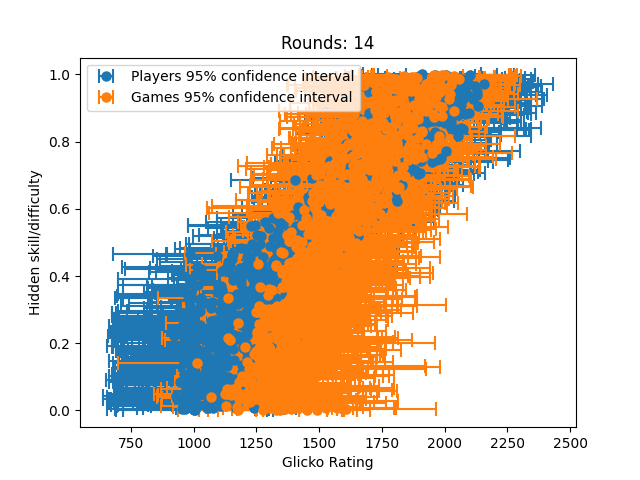 Rounds: 14
Players 95% confidence interval
Games 95% confidence interval
1.0
0.8
0.6
0.4
0.2
0.0
Hidden skill/difficulty
750 1000 1250 1500 1750 2000 2250 2500
Glicko Rating